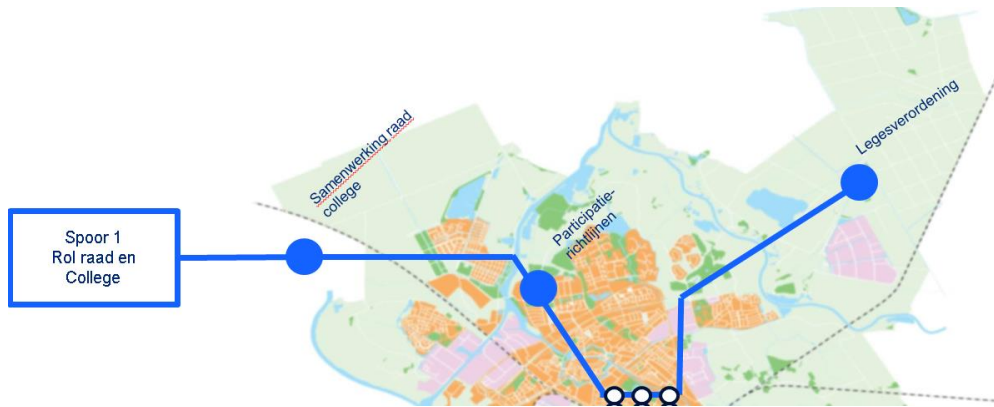 Spoor 1
Rol raad en
College
Samenwerking raad
college
Participatie-
richtlijnen
Legesverordening